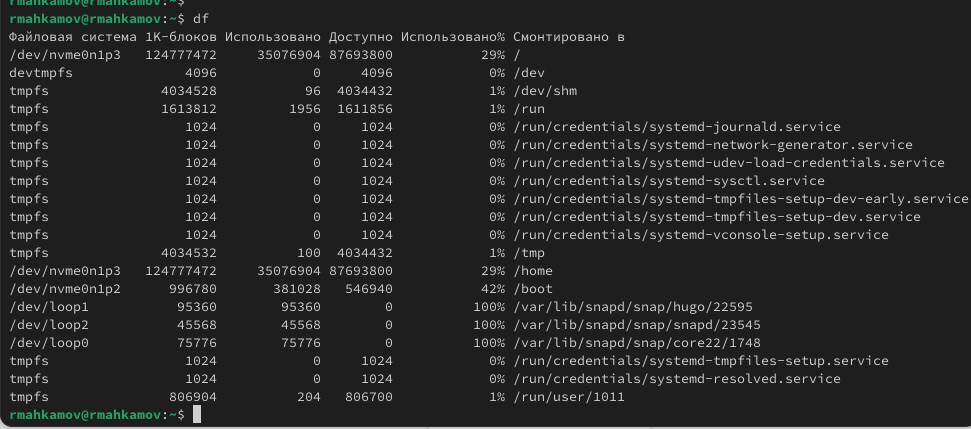 rmahkamov@rmahkamov:~$
rmahkamov@rmahkamov:~$ df
Файловая система 1K-блоков Использовано Доступно Использовано% Смонтировано в
/dev/nvme0n1p3 124777472 35076904 87693800 29% /
devtmpfs 4096 0 4096 0% /dev
tmpfs 4034528 96 4034432 1% /dev/shm
tmpfs 1613812 1956 1611856 1% /run
tmpfs 1024 0 1024 0% /run/credentials/systemd-journald.service
tmpfs 1024 0 1024 0% /run/credentials/systemd-network-generator.service
tmpfs 1024 0 1024 0% /run/credentials/systemd-udev-load-credentials.service
tmpfs 1024 0 1024 0% /run/credentials/systemd-sysctl.service
tmpfs 1024 0 1024 0% /run/credentials/systemd-tmpfiles-setup-dev-early.service
tmpfs 1024 0 1024 0% /run/credentials/systemd-tmpfiles-setup-dev.service
tmpfs 1024 0 1024 0% /run/credentials/systemd-vconsole-setup.service
tmpfs 4034532 100 4034432 1% /tmp
/dev/nvme0n1p3 124777472 35076904 87693800 29% /home
/dev/nvme0n1p2 996780 381028 546940 42% /boot
/dev/loop1 95360 95360 0 100% /var/lib/snapd/snap/hugo/22595
/dev/loop2 45568 45568 0 100% /var/lib/snapd/snap/snapd/23545
/dev/loop0 75776 75776 0 100% /var/lib/snapd/snap/core22/1748
tmpfs 1024 0 1024 0% /run/credentials/systemd-tmpfiles-setup.service
tmpfs 1024 0 1024 0% /run/credentials/systemd-resolved.service
tmpfs 806904 204 806700 1% /run/user/1011
rmahkamov@rmahkamov:~$